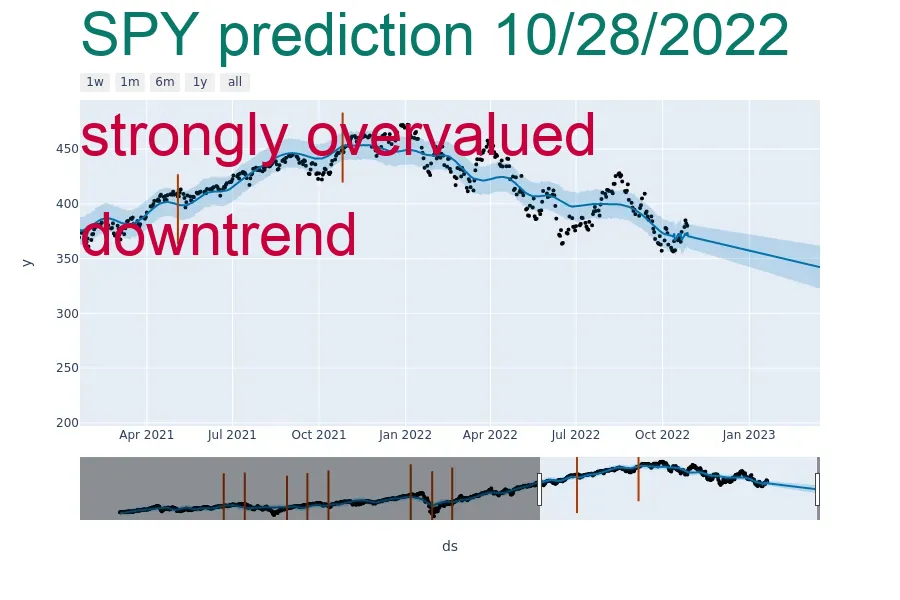 SPY prediction 10/28/2022
1w 1m 6m 1y all
strongly overvalued
450
400
downtrend
350
y
300
250
200
Apr 2021 Jul 2021 Oct 2021 Jan 2022 Apr 2022 Jul 2022 Oct 2022 Jan 2023
ds